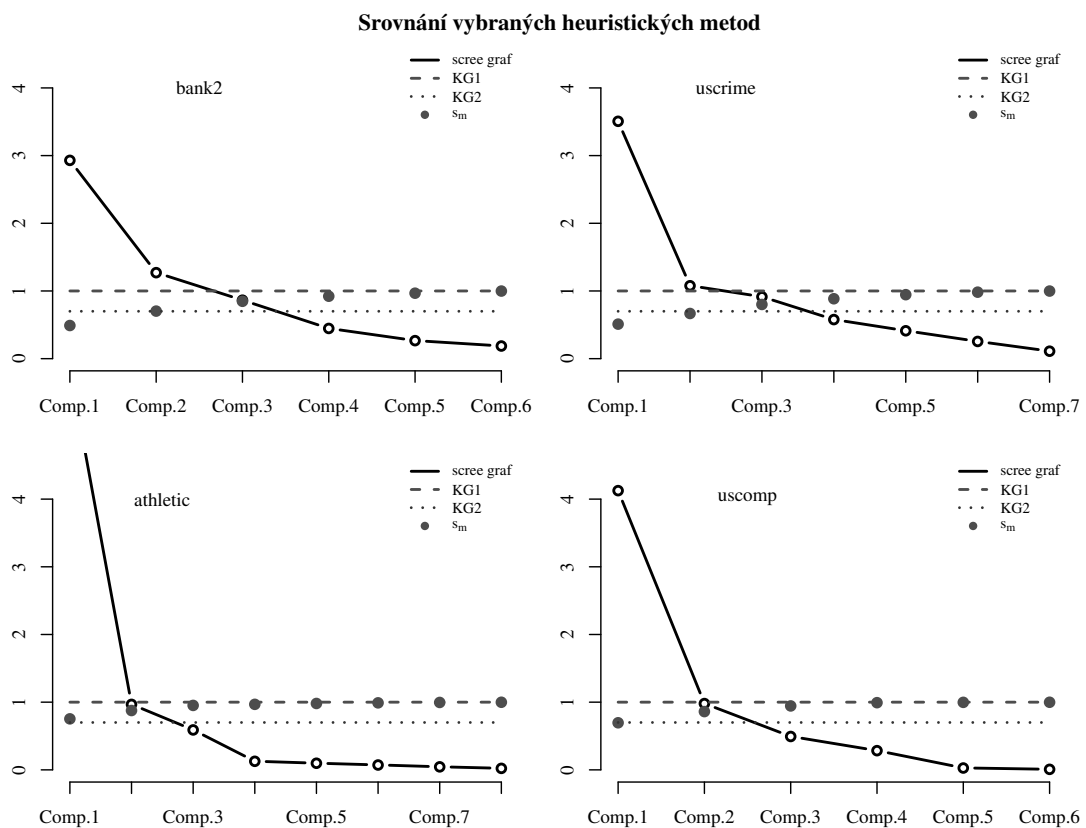 Srovnání vybraných heuristických metod
bank2
scree graf
KG1
KG2
sm
4
3
2
1
0
Comp.1 Comp.2 Comp.3 Comp.4 Comp.5 Comp.6
uscrime
scree graf
KG1
KG2
sm
4
3
2
1
0
Comp.1 Comp.3 Comp.5 Comp.7
athletic
scree graf
KG1
KG2
sm
4
3
2
1
0
Comp.1 Comp.3 Comp.5 Comp.7
uscomp
scree graf
KG1
KG2
sm
4
3
2
1
0
Comp.1 Comp.2 Comp.3 Comp.4 Comp.5 Comp.6